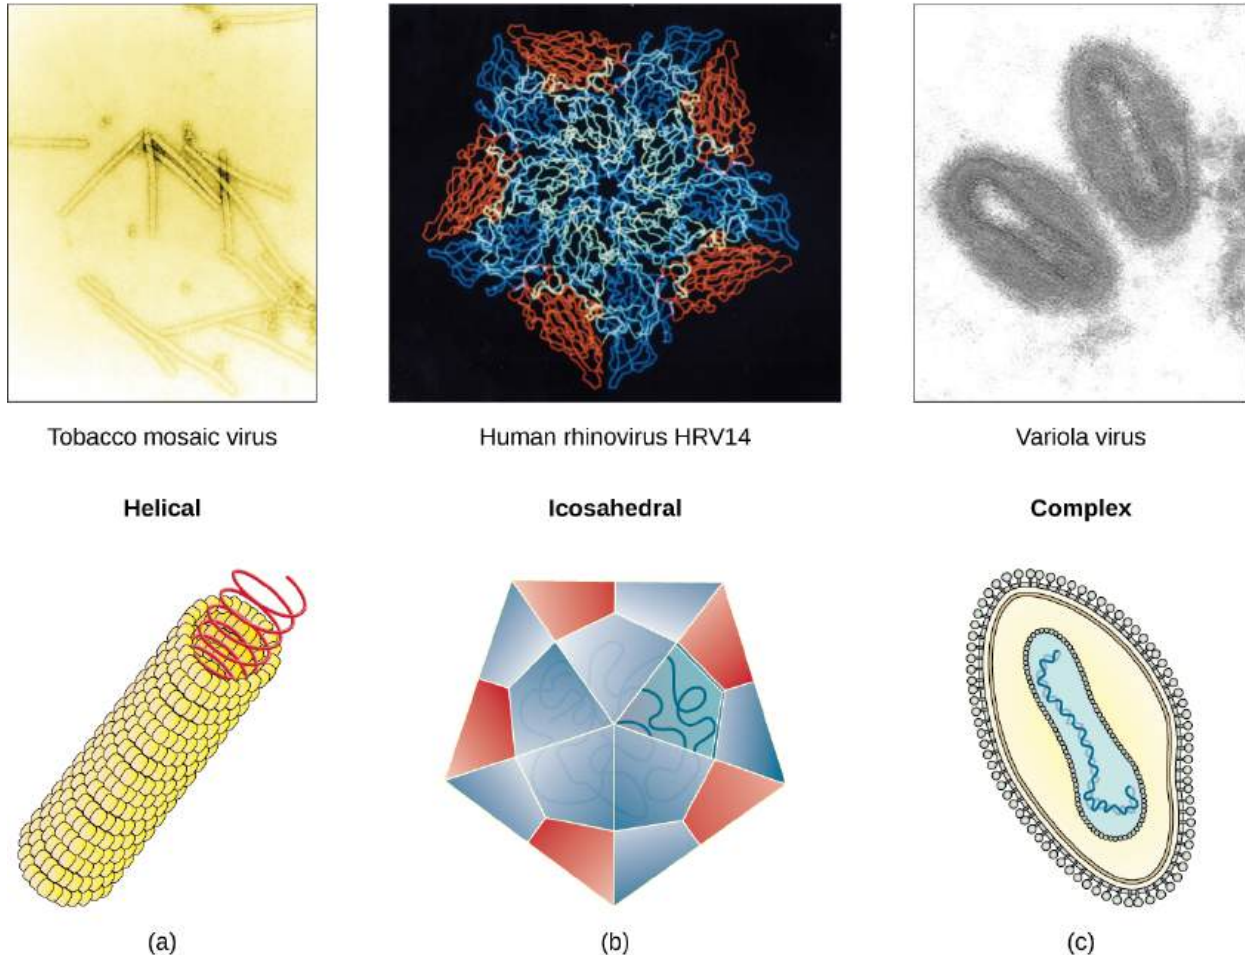 Tobacco mosaic virus
Human rhinovirus HRV14
Variola virus
Helical
Icosahedral
Complex
(a)
(b)
(c)